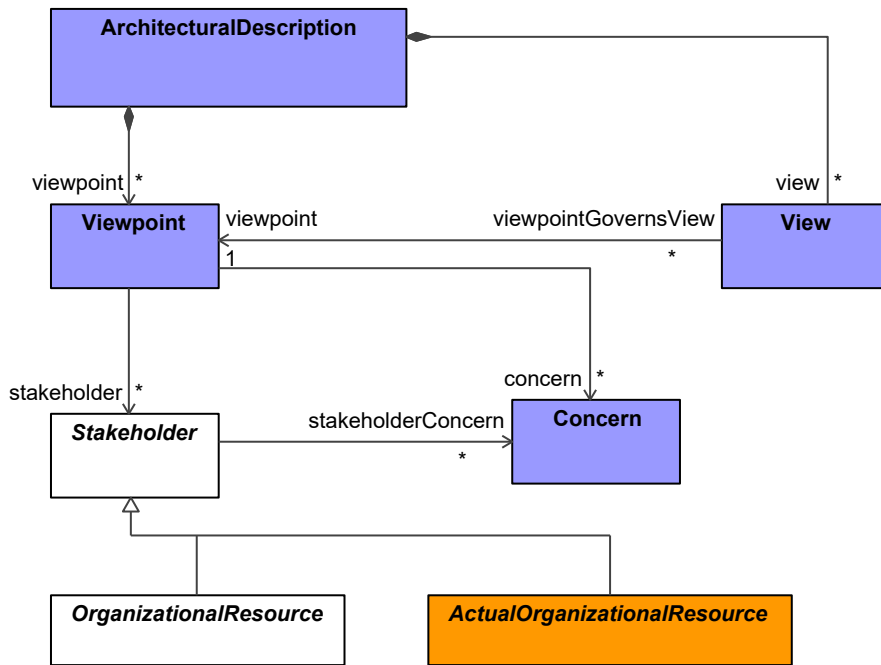 ArchitecturalDescription
viewpoint *
view *
Viewpoint
viewpoint
viewpointGovernsView
View
1
*
stakeholder *
concern *
Stakeholder
stakeholderConcern
Concern
*
OrganizationalResource
ActualOrganizationalResource